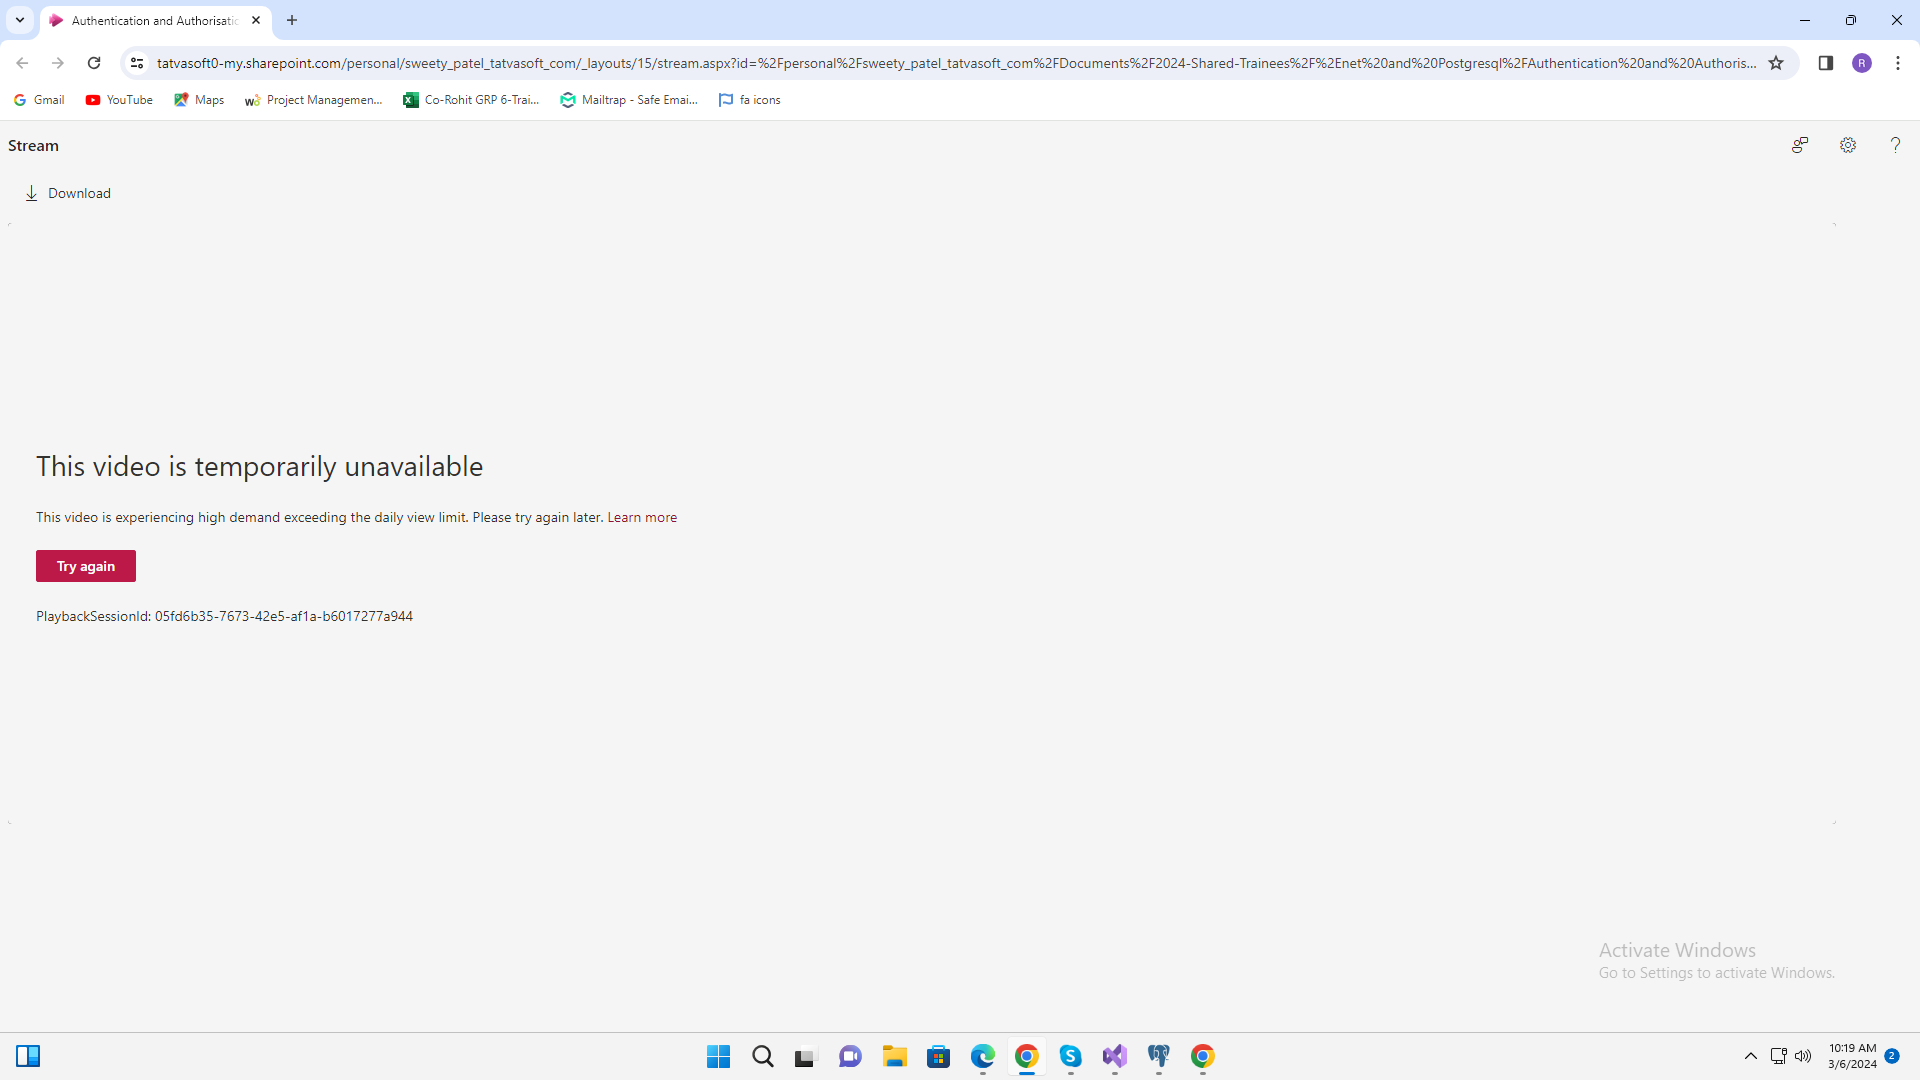 Authentication and Authorisatic
tatvasoft0-my.sharepoint.com/personal/sweety_patel_tatvasoft_com/_layouts/15/stream.aspx?id=%2Fpersonal%2Fsweety_patel_tatvasoft_com%2FDocuments%2F2024-Shared-Trainees%2F%2Enet%20and%20Postgresql%2FAuthentication%20and%20Authoris...
R
Gmail
YouTube
Maps
Project Managemen...
Co-Rohit GRP 6-Trai...
Mailtrap - Safe Emai...
fa icons
Stream
Download
This video is temporarily unavailable
This video is experiencing high demand exceeding the daily view limit. Please try again later. Learn more
Try again
PlaybackSessionId: 05fd6b35-7673-42e5-af1a-b6017277a944
Activate Windows
Go to Settings to activate Windows.
10:19 AM
3/6/2024
2